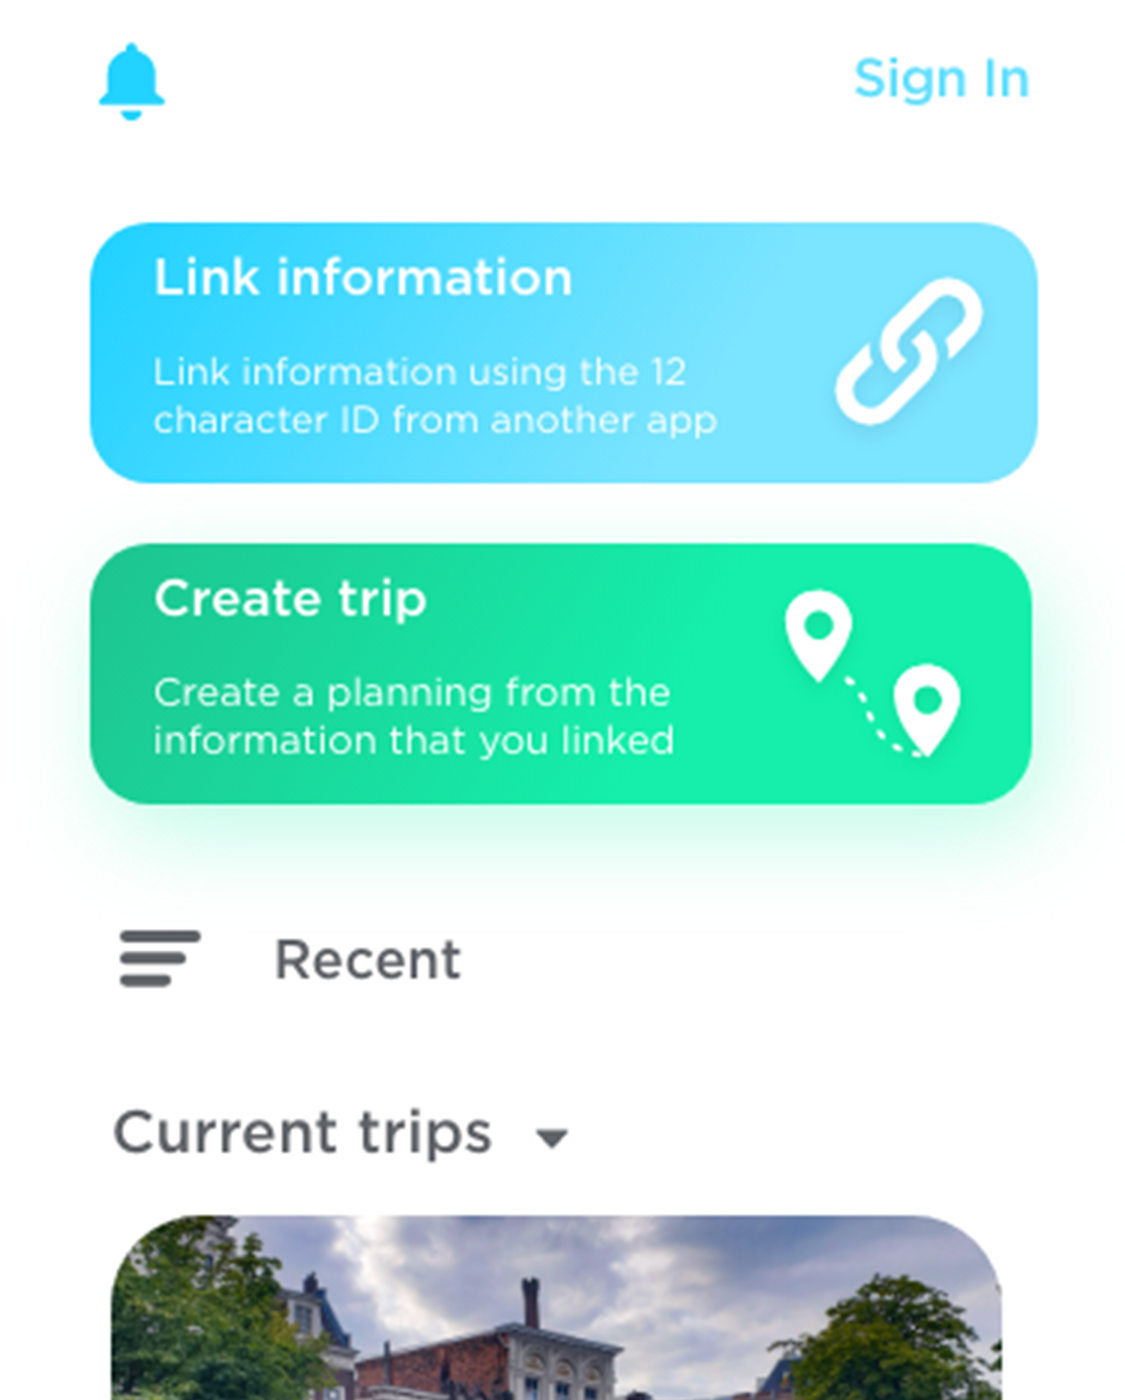 Sign In
Link information
Link information using the 12
character ID from another app
Create trip
Create a planning from the
information that you linked
Recent
Current trips